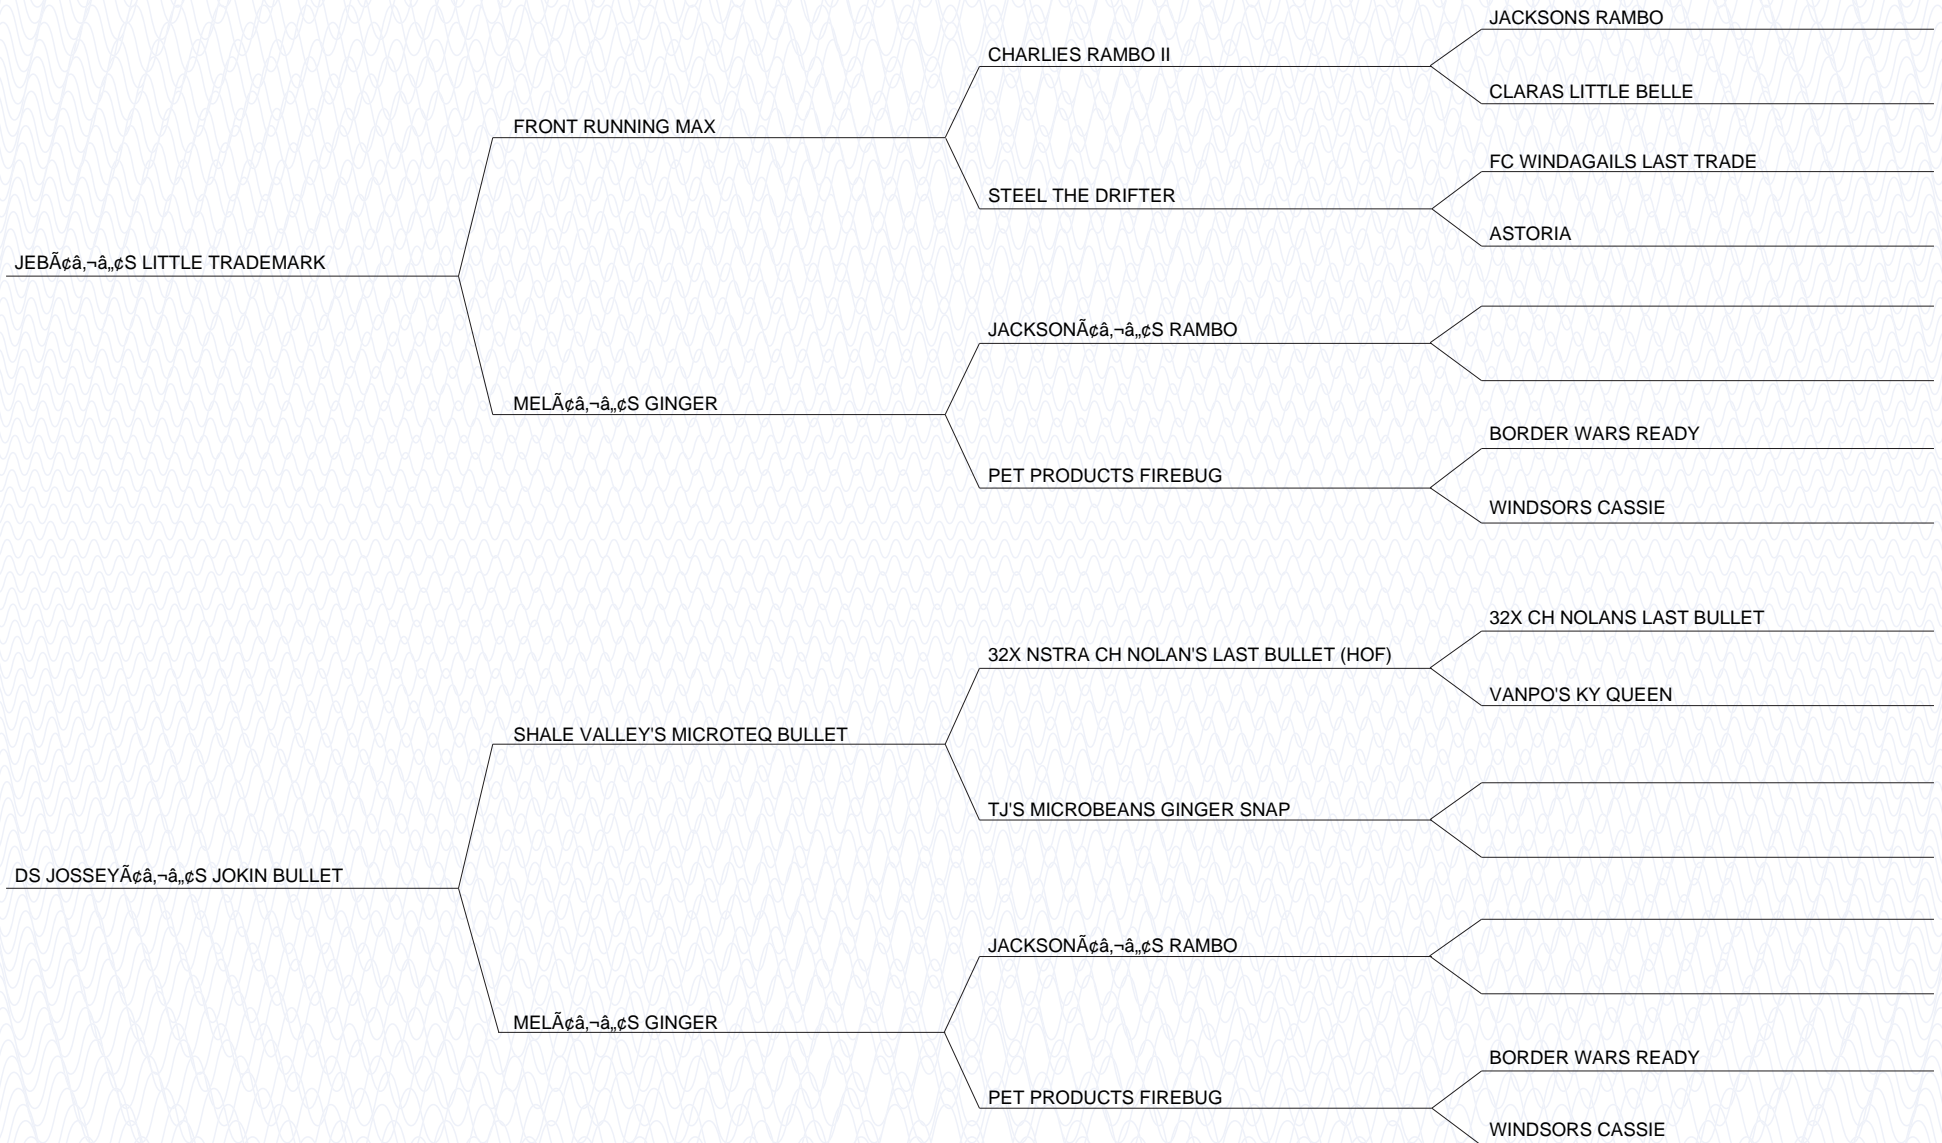 JACKSONS RAMBO
CHARLIES RAMBO II
CLARAS LITTLE BELLE
FRONT RUNNING MAX
FC WINDAGAILS LAST TRADE
STEEL THE DRIFTER
ASTORIA
JEBÃ¢â‚¬â„¢S LITTLE TRADEMARK
JACKSONÃ¢â‚¬â„¢S RAMBO
MELÃ¢â‚¬â„¢S GINGER
BORDER WARS READY
PET PRODUCTS FIREBUG
WINDSORS CASSIE
32X CH NOLANS LAST BULLET
32X NSTRA CH NOLAN'S LAST BULLET (HOF)
VANPO'S KY QUEEN
SHALE VALLEY'S MICROTEQ BULLET
TJ'S MICROBEANS GINGER SNAP
DS JOSSEYÃ¢â‚¬â„¢S JOKIN BULLET
JACKSONÃ¢â‚¬â„¢S RAMBO
MELÃ¢â‚¬â„¢S GINGER
BORDER WARS READY
PET PRODUCTS FIREBUG
WINDSORS CASSIE